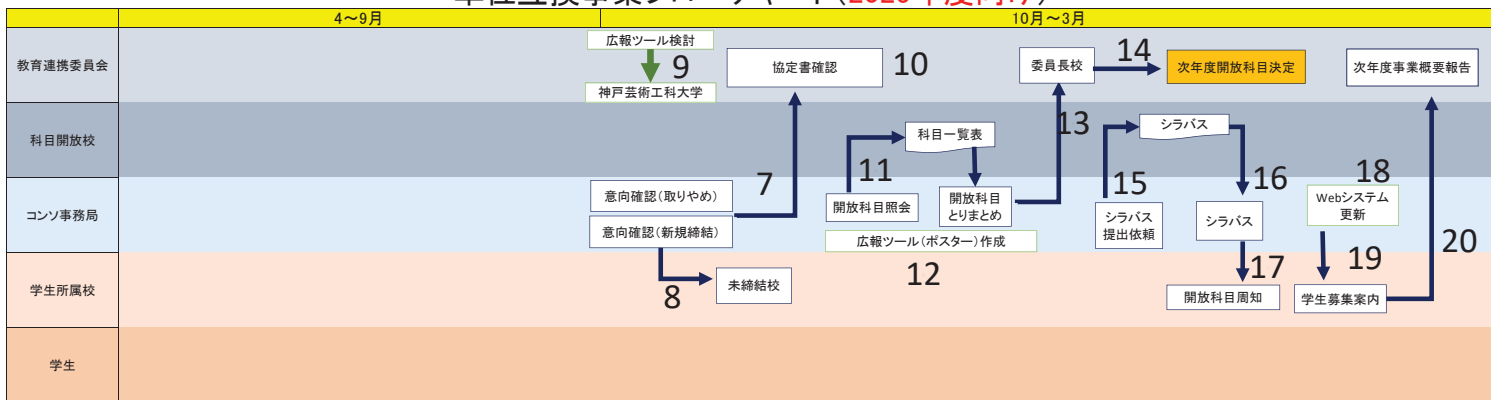 4～9月
10月～3月
教育連携委員会
広報ツール検討
9
神戸芸術工科大学
協定書確認
10
委員長校
14
次年度開放科目決定
次年度事業概要報告
科目開放校
科目一覧表
13
シラバス
コンソ事務局
意向確認（取りやめ）
意向確認（新規締結）
7
11
開放科目照会
開放科目
とりまとめ
広報ツール（ポスター）作成
15
シラバス
提出依頼
16
シラバス
18
Webシステム
更新
20
学生所属校
8
未締結校
12
17
開放科目周知
19
学生募集案内
学生